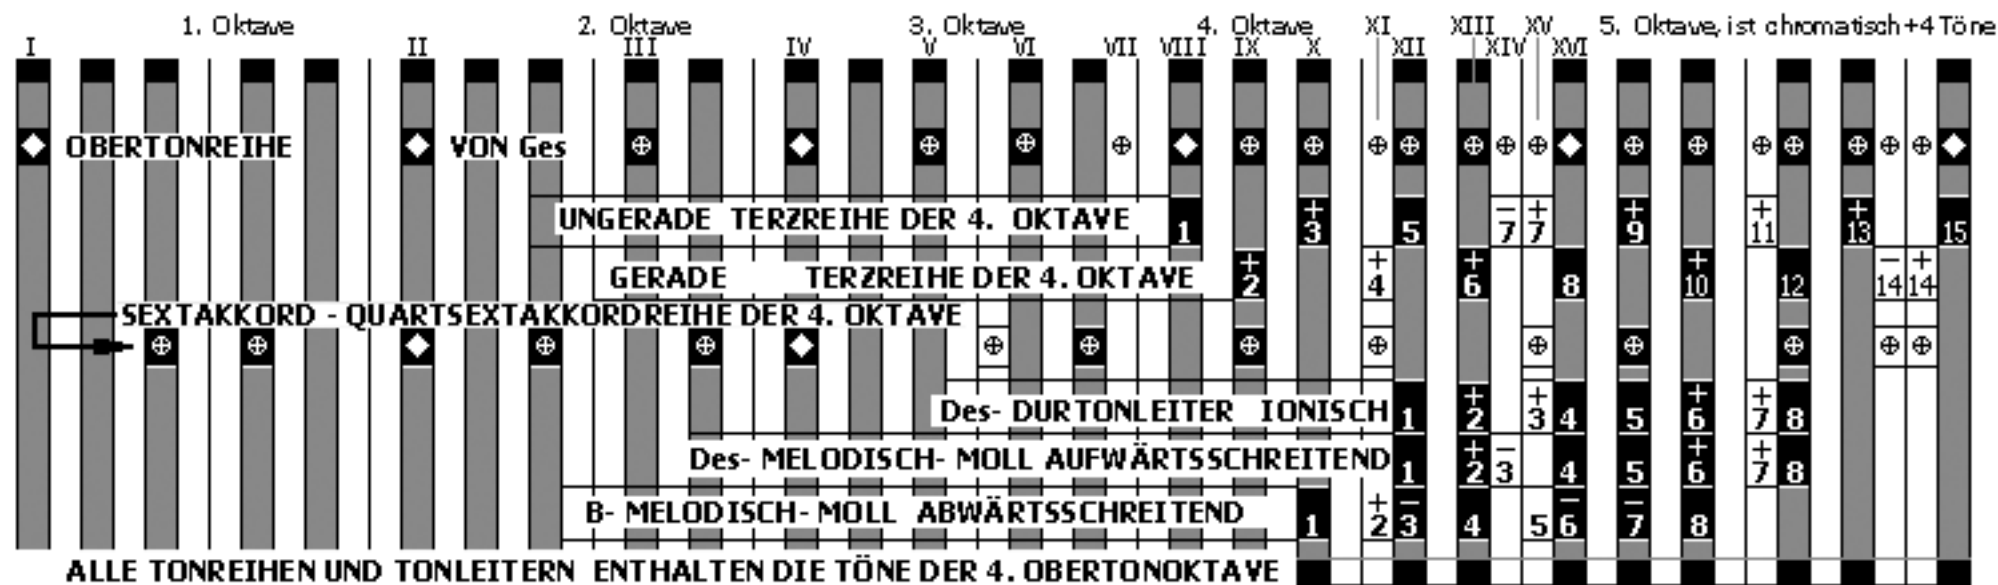 1. Oktave 2. Oktave 3. Oktave 4. Oktave XI XIII XV 5. Oktave, ist chromatisch +4 Töne
I II III IV V VI VII VIII IX X XII XIV XVI
OBERTONREIHE VON Ges
UNGERADE TERZREIHE DER 4. OKTAVE 1 +3 5 −7 +7 +9 +11 +13 15
GERADE TERZREIHE DER 4. OKTAVE +2 +4 +6 8 +10 12 −14 +14
SEXTAKKORD - QUARTSEXTAKKORDREIHE DER 4. OKTAVE
Des- DURTONLEITER IONISCH 1 +2 +3 4 5 +6 +7 8
Des- MELODISCH- MOLL AUFWÄRTSSCHREITEND 1 +2 −3 4 5 +6 +7 8
B- MELODISCH- MOLL ABWÄRTSSCHREITEND 1 +2 −3 4 5 −6 −7 8
ALLE TONREIHEN UND TONLEITERN ENTHALTEN DIE TÖNE DER 4. OBERTONOKTAVE